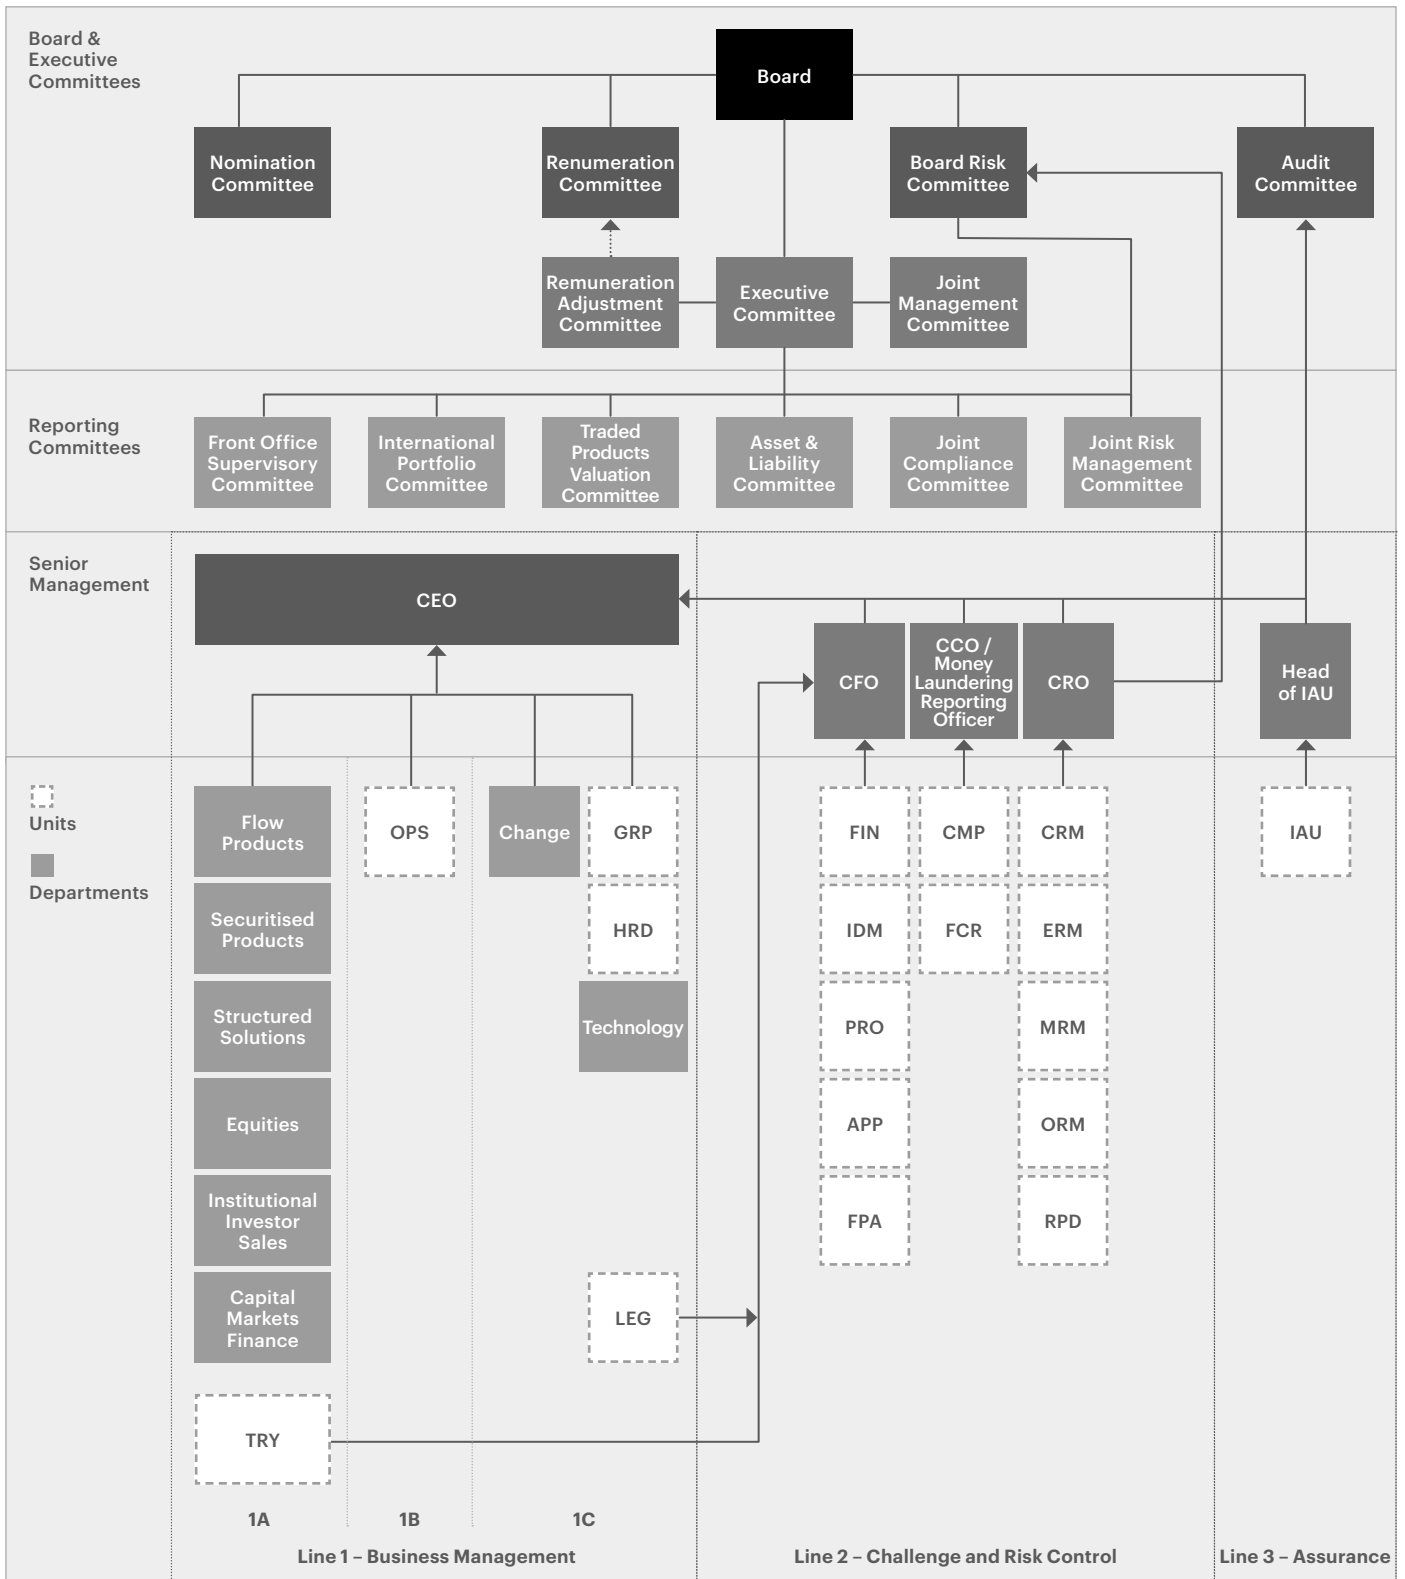 Board &
Executive
Committees
Board
Nomination
Committee
Renumeration
Committee
Board Risk
Committee
Audit
Committee
Remuneration
Adjustment
Committee
Executive
Committee
Joint
Management
Committee
Reporting
Committees
Front Office
Supervisory
Committee
International
Portfolio
Committee
Traded
Products
Valuation
Committee
Asset &
Liability
Committee
Joint
Compliance
Committee
Joint Risk
Management
Committee
Senior
Management
CEO
CFO
CCO /
Money
Laundering
Reporting
Officer
CRO
Head
of IAU
Units
Departments
Flow
Products
OPS
Change
GRP
FIN
CMP
CRM
IAU
Securitised
Products
HRD
IDM
FCR
ERM
Structured
Solutions
Technology
PRO
MRM
Equities
APP
ORM
Institutional
Investor
Sales
FPA
RPD
Capital
Markets
Finance
LEG
TRY
1A
1B
1C
Line 1 – Business Management
Line 2 – Challenge and Risk Control
Line 3 – Assurance